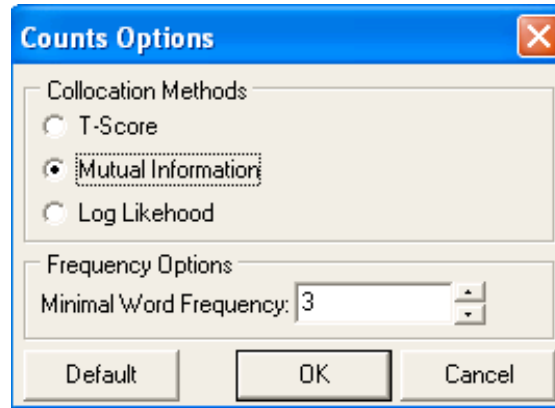 Counts Options
Collocation Methods
T-Score
Mutual Information
Log Likehood
Frequency Options
Minimal Word Frequency: 3
Default OK Cancel